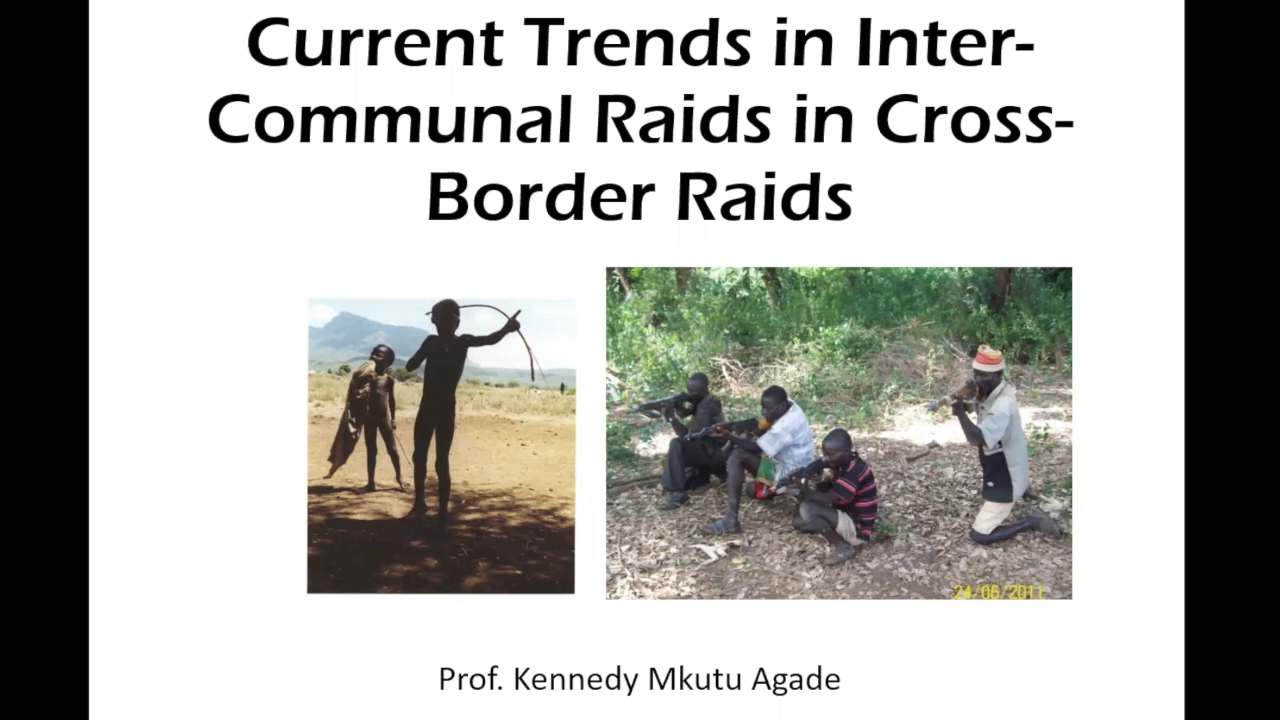 Current Trends in Inter-
Communal Raids in Cross-
Border Raids
24/06/2011
Prof. Kennedy Mkutu Agade